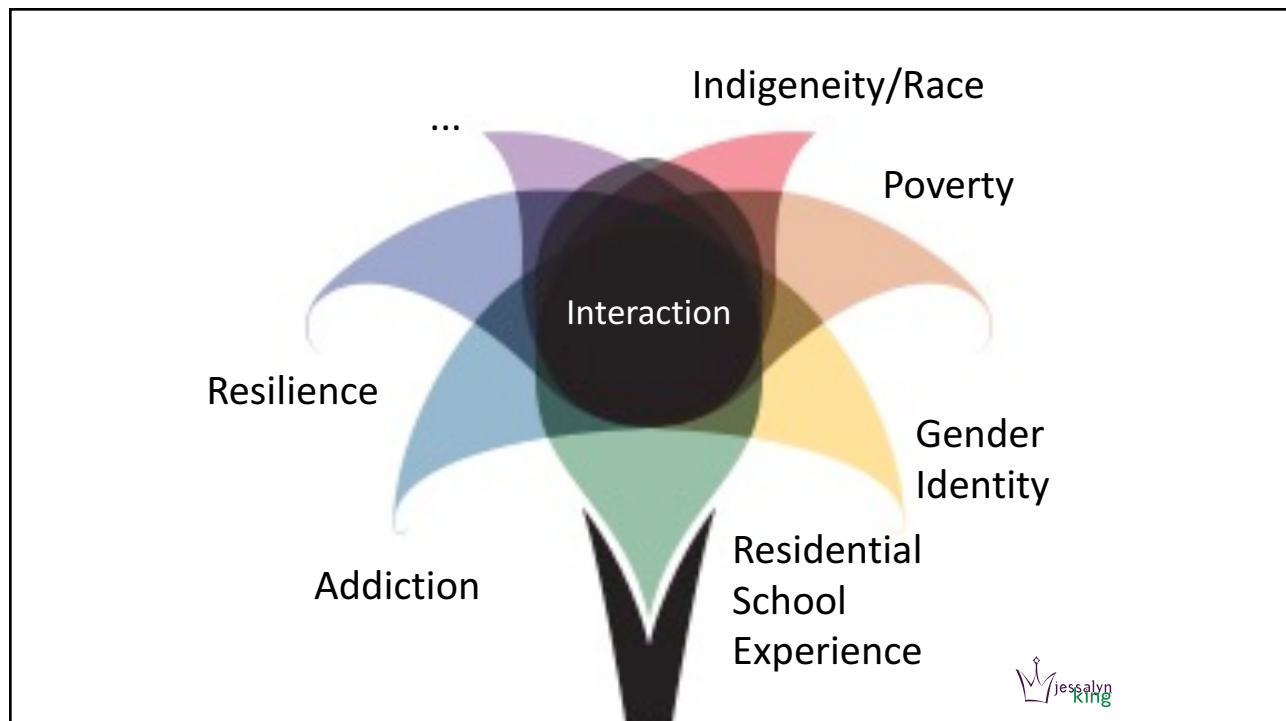 Indigeneity/Race
...
Poverty
Interaction
Resilience
Gender
Identity
Addiction
Residential
School
Experience
jessalyn
king